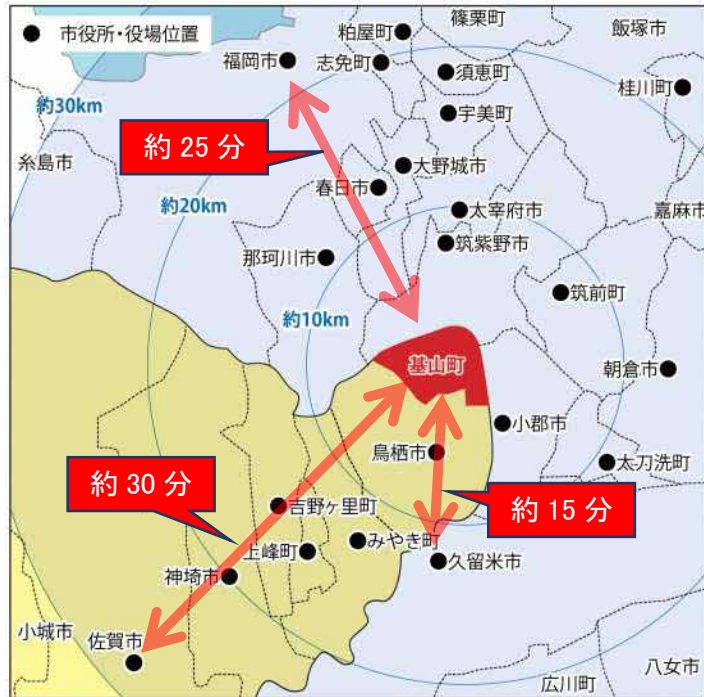 ● 市役所・役場位置
粕屋町
篠栗町
飯塚市
福岡市
志免町
須恵町
桂川町
約30km
宇美町
約 25 分
糸島市
大野城市
春日市
約20km
太宰府市
嘉麻市
筑紫野市
那珂川市
筑前町
約10km
基山町
朝倉市
小郡市
鳥栖市
太刀洗町
約 30 分
吉野ヶ里町
約 15 分
みやき町
上峰町
久留米市
神埼市
小城市
佐賀市
八女市
広川町